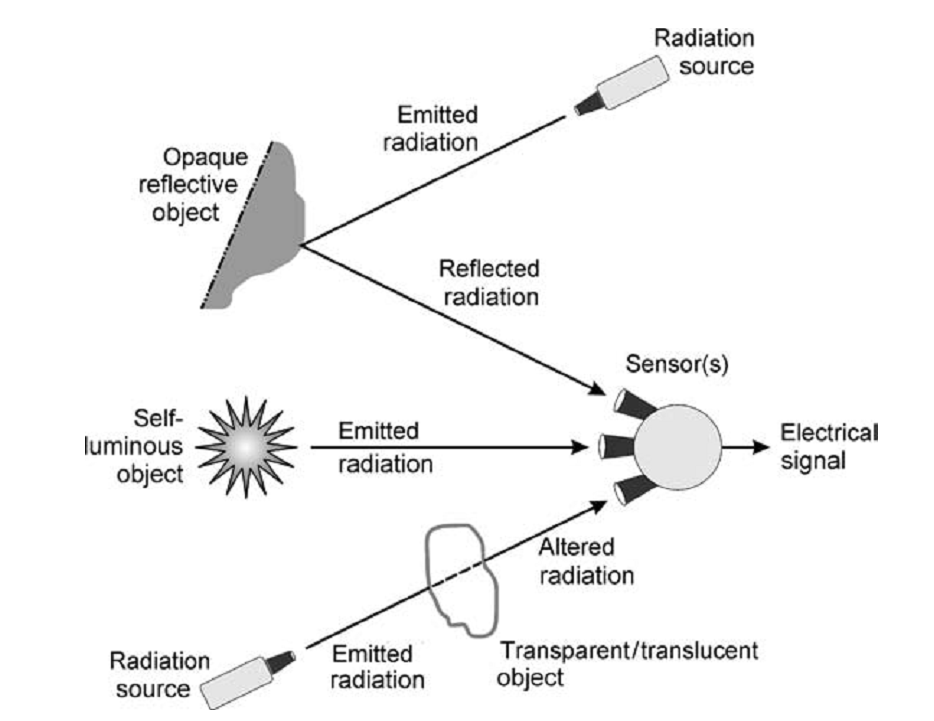 Radiation
source
Emitted
radiation
Opaque
reflective
object
Reflected
radiation
Sensor(s)
Self-
luminous
object
Emitted
radiation
Electrical
signal
Altered
radiation
Transparent/translucent
object
Emitted
radiation
Radiation
source